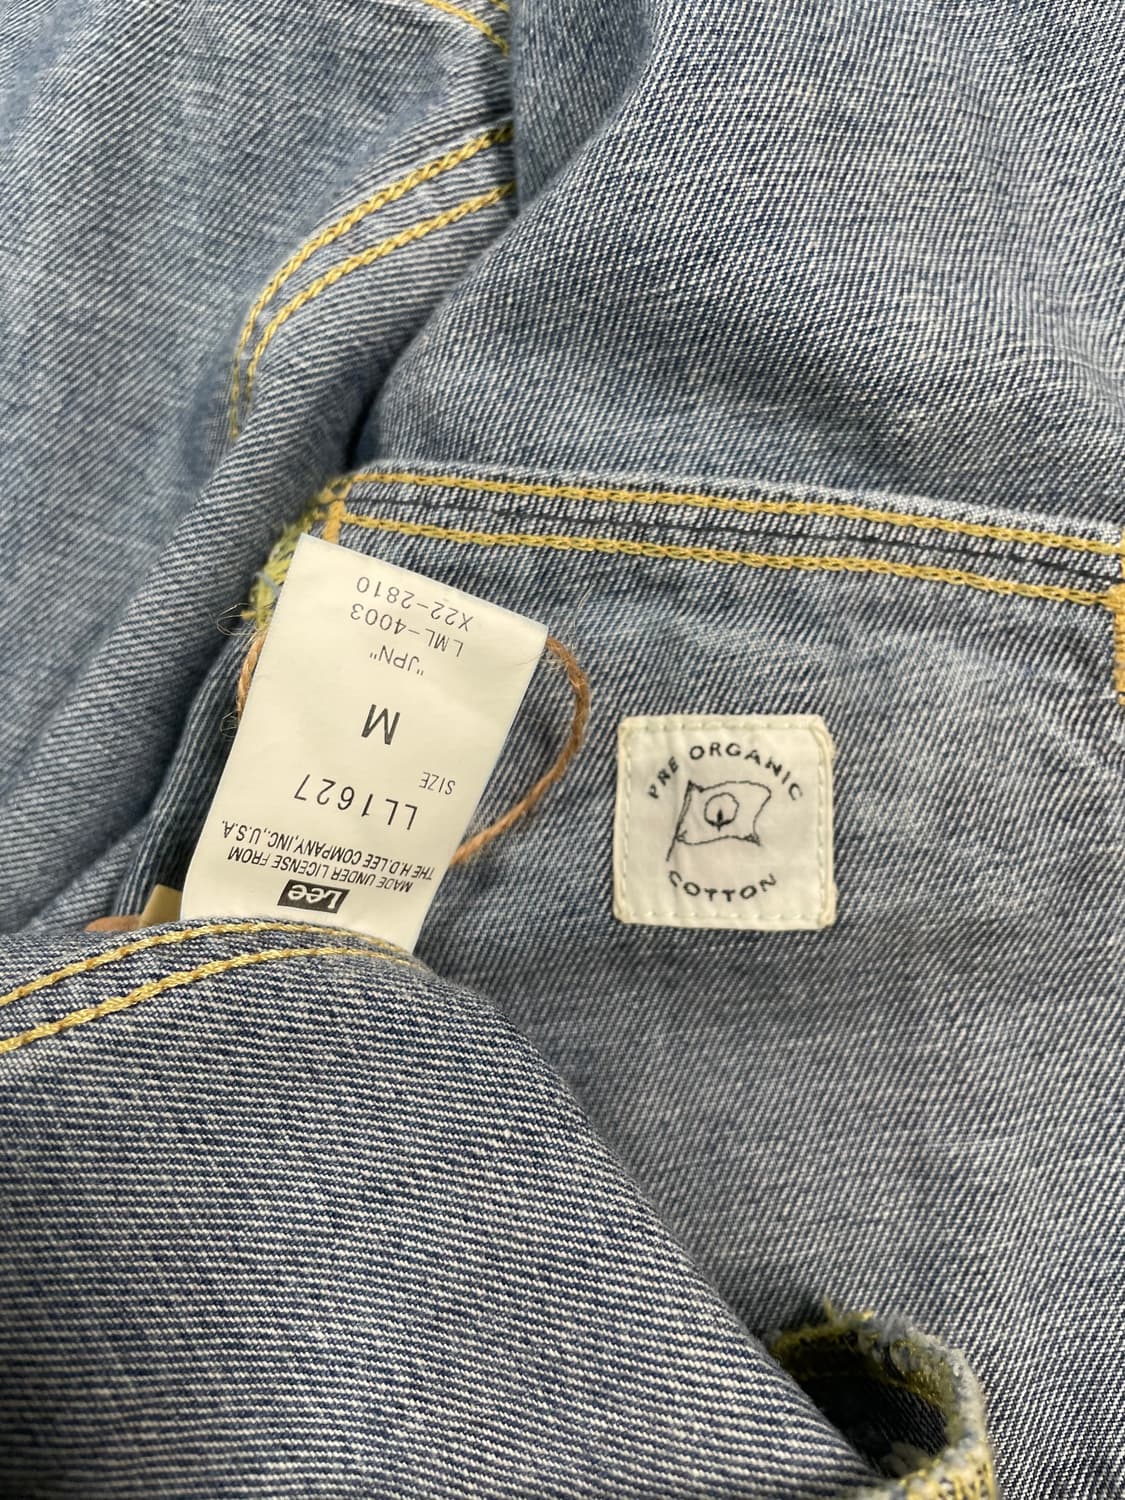 Lee
MADE UNDER LICENSE FROM
THE H.D. LEE COMPANY, INC., U.S.A.
LL1627
SIZE
M
"JPN"
LML-4003
X22-2810
PRE ORGANIC
COTTON